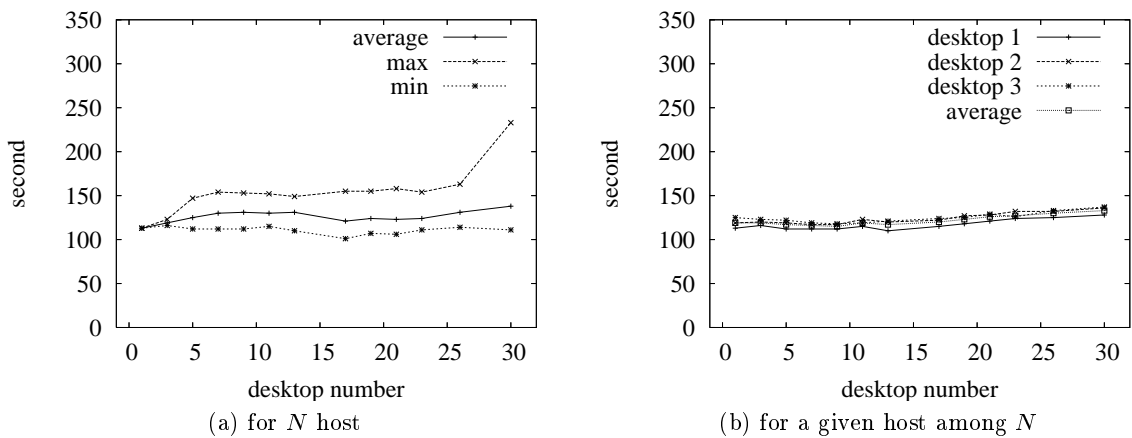 350
300
250
200
150
100
50
0
second
average
max
min
0 5 10 15 20 25 30
desktop number
(a) for N host
350
300
250
200
150
100
50
0
second
desktop 1
desktop 2
desktop 3
average
0 5 10 15 20 25 30
desktop number
(b) for a given host among N